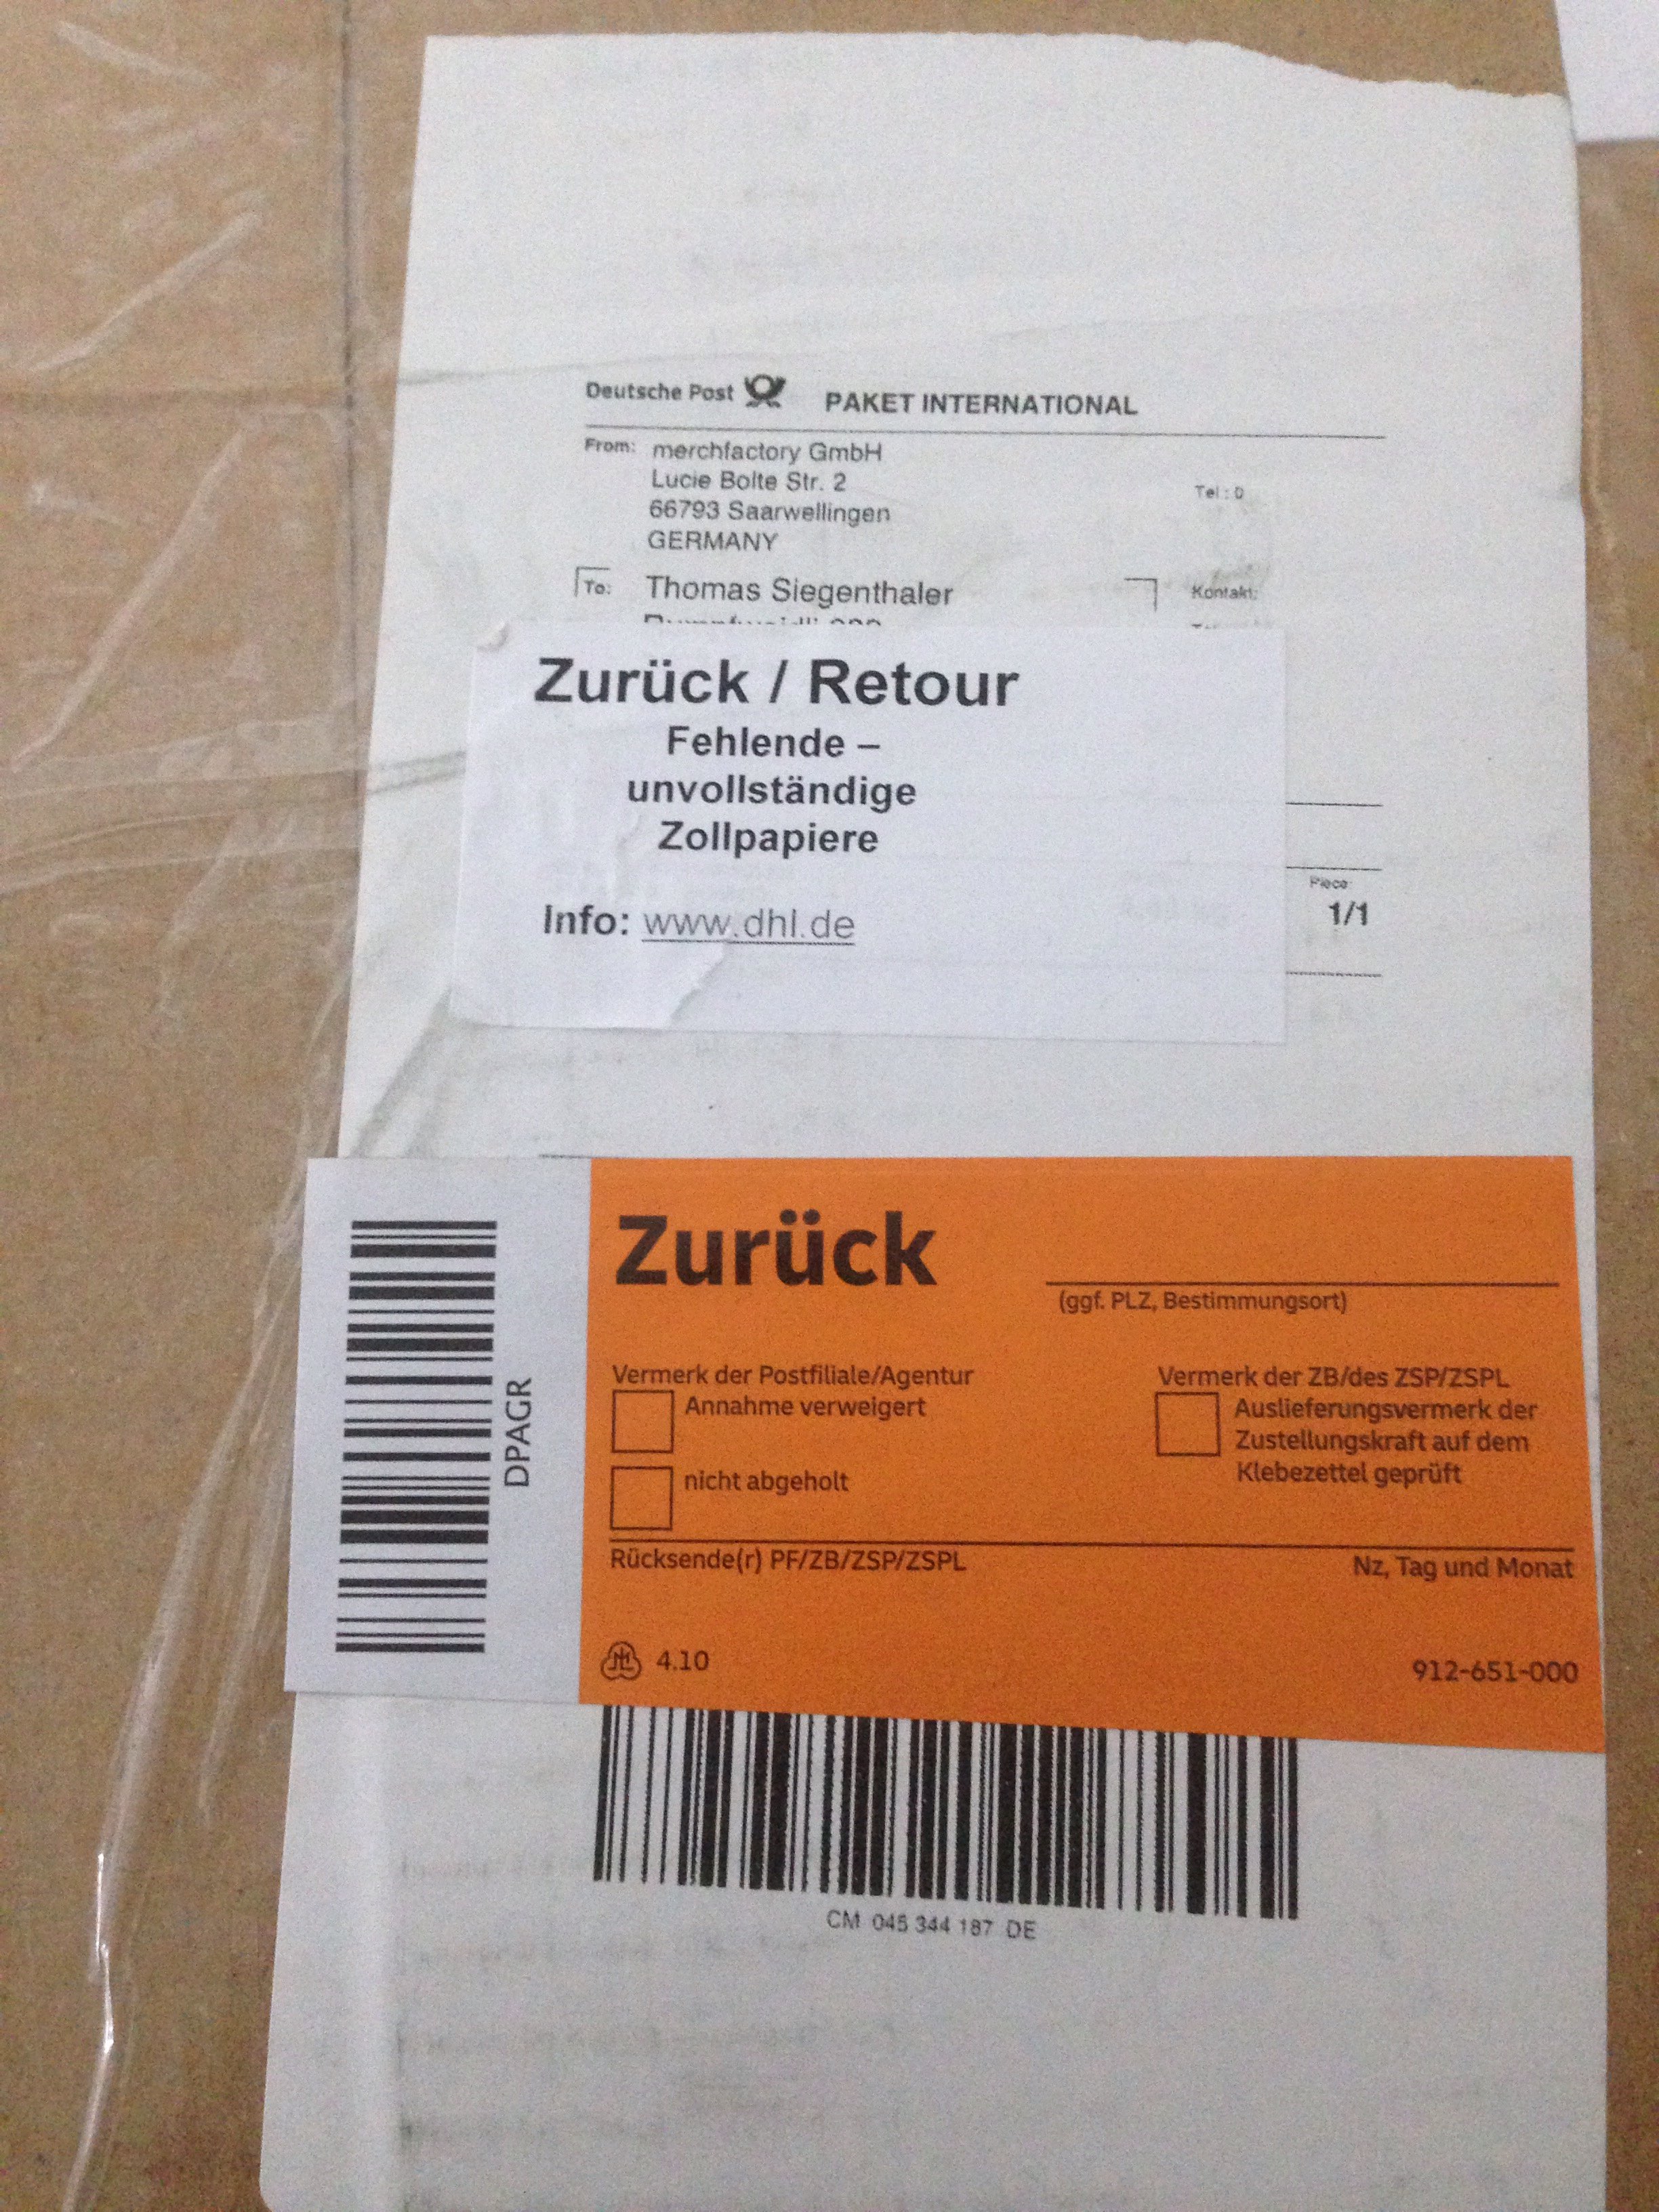 Deutsche Post PAKET INTERNATIONAL
From: merchfactory GmbH
Lucie Bolte Str. 2
66793 Saarwellingen
GERMANY
Tel : 0
To: Thomas Siegenthaler
Kontakt:
Zurück / Retour
Fehlende –
unvollständige
Zollpapiere
Info: www.dhl.de
Piece:
1/1
DPAGR
Zurück
(ggf. PLZ, Bestimmungsort)
Vermerk der Postfiliale/Agentur
Annahme verweigert
nicht abgeholt
Vermerk der ZB/des ZSP/ZSPL
Auslieferungsvermerk der
Zustellungskraft auf dem
Klebezettel geprüft
Rücksende(r) PF/ZB/ZSP/ZSPL
Nz, Tag und Monat
4.10
912-651-000
CM 045 344 187 DE